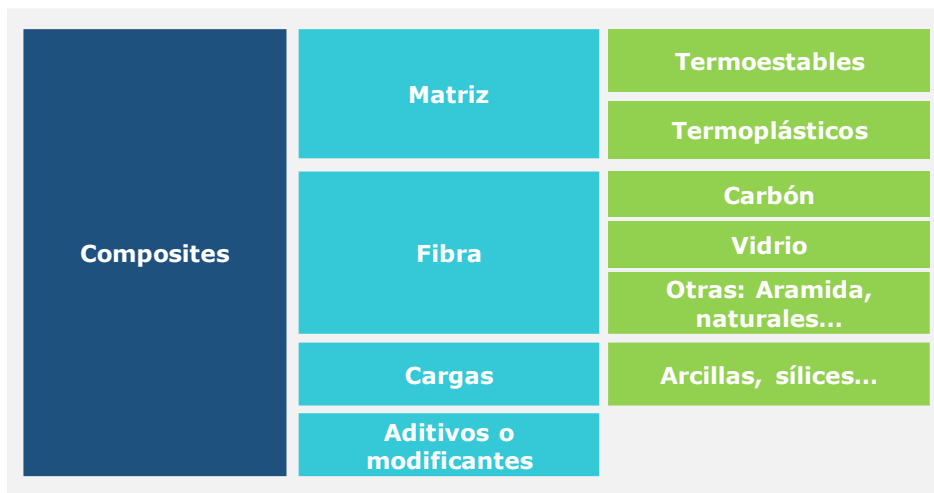 Composites
Matriz
Termoestables
Termoplásticos
Fibra
Carbón
Vidrio
Otras: Aramida,
naturales...
Cargas
Arcillas, sílices...
Aditivos o
modificantes